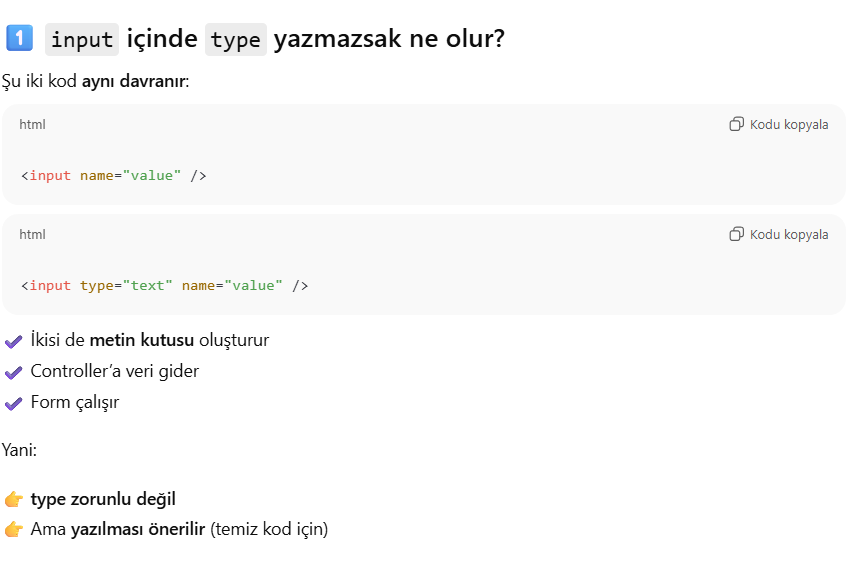 1 input içinde type yazmazsak ne olur?
Şu iki kod aynı davranır:
html
Kodu kopyala
<input name="value" />
html
Kodu kopyala
<input type="text" name="value" />
İkisi de metin kutusu oluşturur
Controller’a veri gider
Form çalışır
Yani:
👉 type zorunlu değil
👉 Ama yazılması önerilir (temiz kod için)